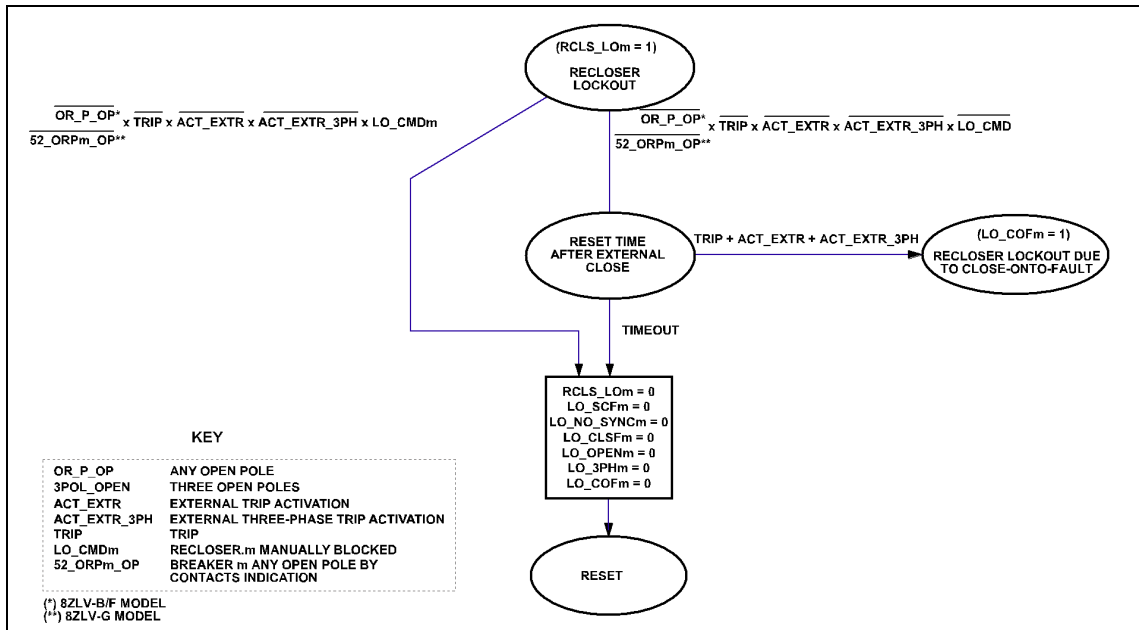 (RCLS_LOm = 1)
RECLOSER
LOCKOUT
OR_P_OP*
52_ORPm_OP**
x TRIP x ACT_EXTR x ACT_EXTR_3PH x LO_CMDm
OR_P_OP*
52_ORPm_OP**
x TRIP x ACT_EXTR x ACT_EXTR_3PH x LO_CMD
RESET TIME
AFTER EXTERNAL
CLOSE
TRIP + ACT_EXTR + ACT_EXTR_3PH
(LO_COFm = 1)
RECLOSER LOCKOUT DUE
TO CLOSE-ONTO-FAULT
TIMEOUT
RCLS_LOm = 0
LO_SCFm = 0
LO_NO_SYNCm = 0
LO_CLSFm = 0
LO_OPENm = 0
LO_3PHm = 0
LO_COFm = 0
RESET
KEY
OR_P_OP ANY OPEN POLE
3POL_OPEN THREE OPEN POLES
ACT_EXTR EXTERNAL TRIP ACTIVATION
ACT_EXTR_3PH EXTERNAL THREE-PHASE TRIP ACTIVATION
TRIP TRIP
LO_CMDm RECLOSER.m MANUALLY BLOCKED
52_ORPm_OP BREAKER m ANY OPEN POLE BY
CONTACTS INDICATION
(*) 8ZLV-B/F MODEL
(**) 8ZLV-G MODEL